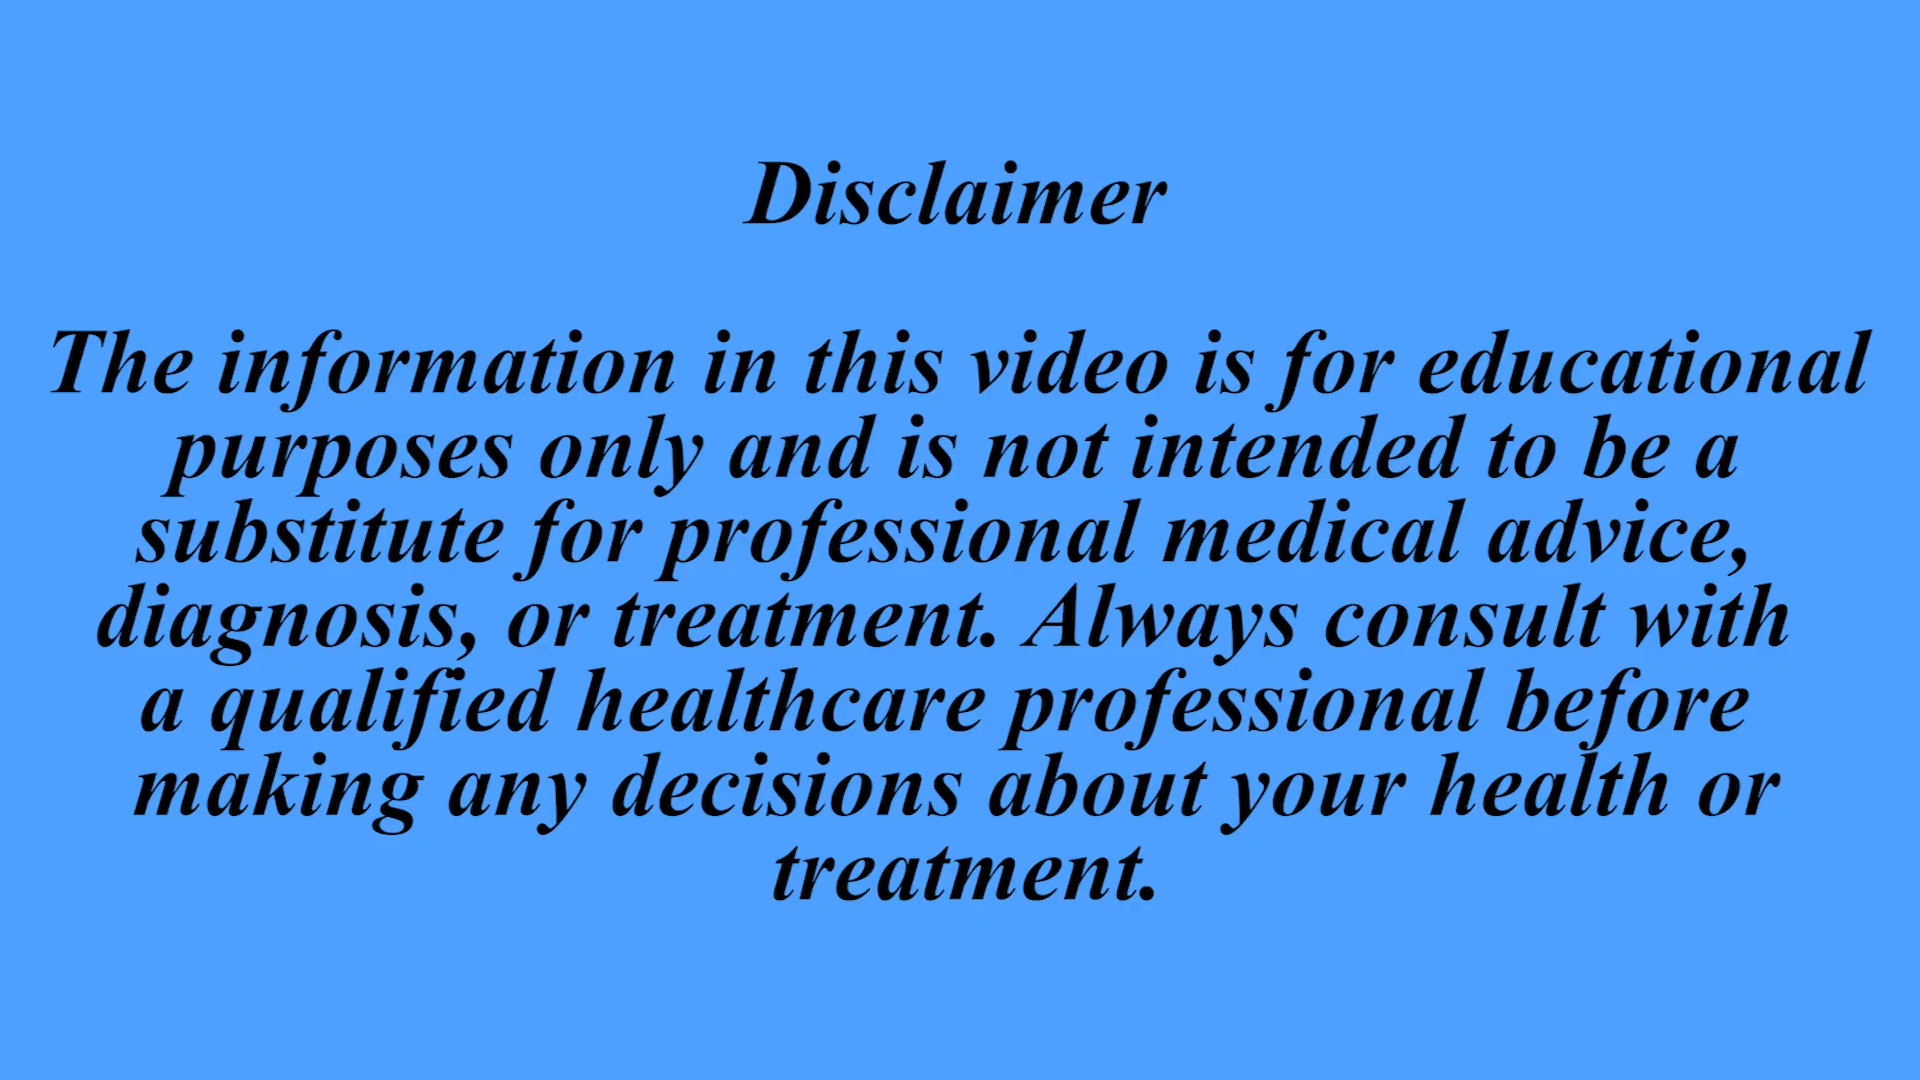 Disclaimer
The information in this video is for educational
purposes only and is not intended to be a
substitute for professional medical advice,
diagnosis, or treatment. Always consult with
a qualified healthcare professional before
making any decisions about your health or
treatment.